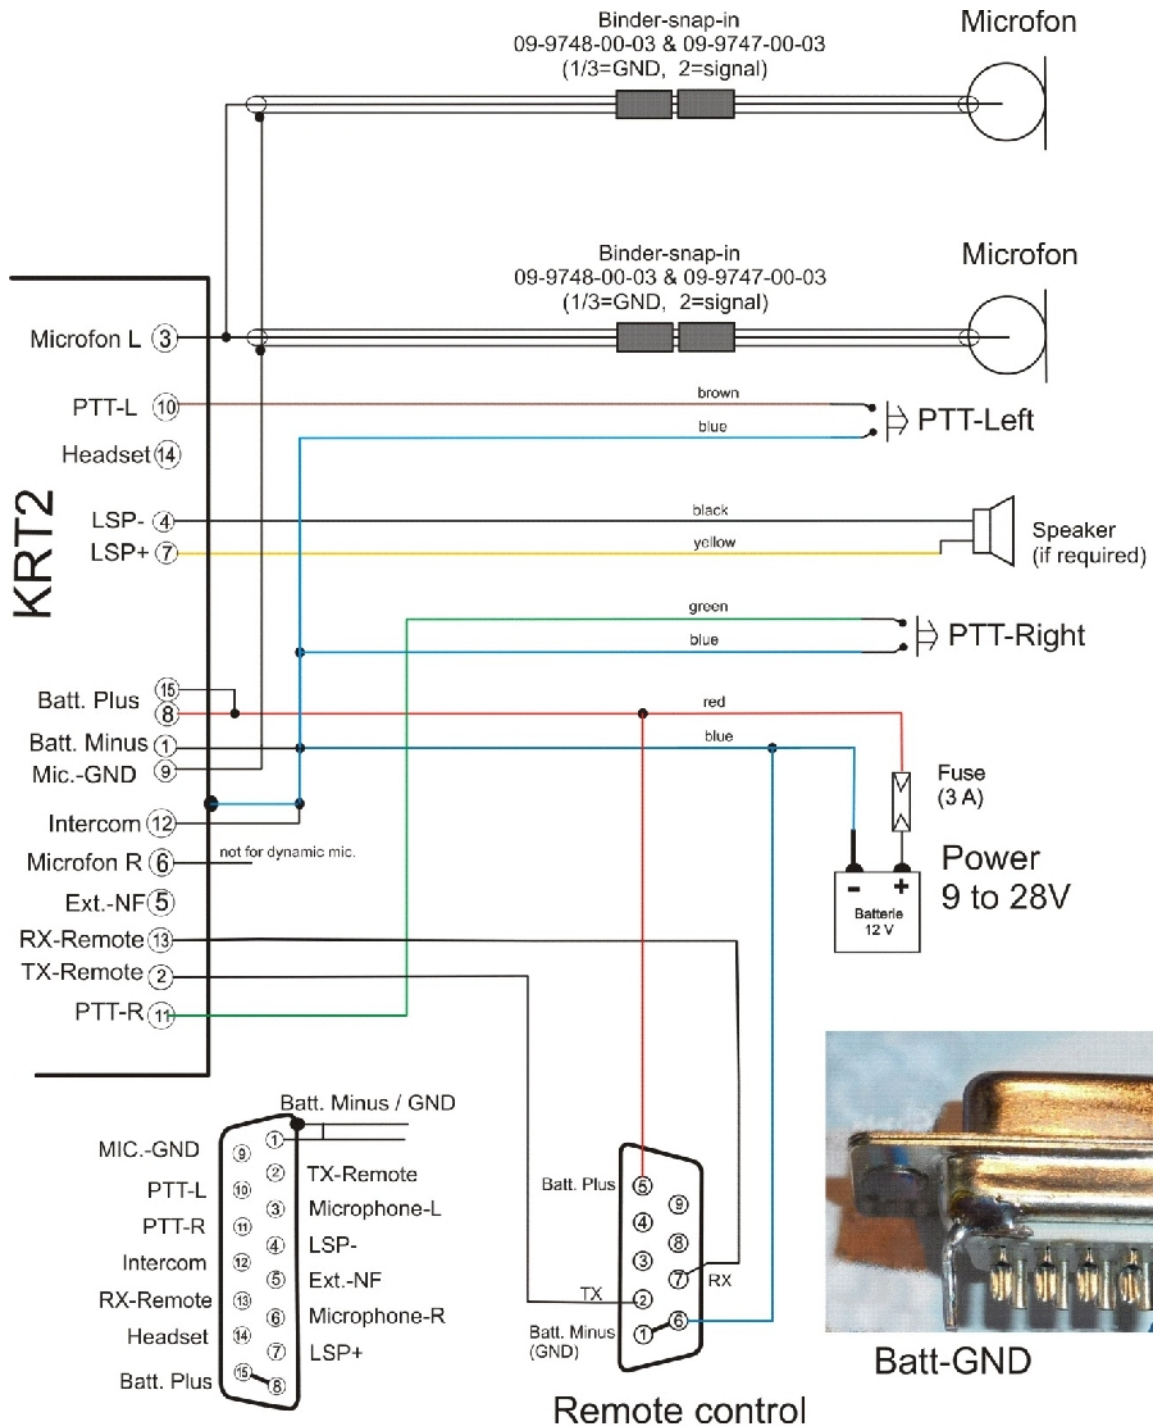 Binder-snap-in
09-9748-00-03 & 09-9747-00-03
(1/3=GND, 2=signal)
Microfon
Binder-snap-in
09-9748-00-03 & 09-9747-00-03
(1/3=GND, 2=signal)
Microfon
KRT2
Microfon L 3
PTT-L 10
brown
blue
PTT-Left
Headset 14
LSP- 4
black
LSP+ 7
yellow
Speaker
(if required)
green
blue
PTT-Right
Batt. Plus
15
8
red
Batt. Minus 1
blue
Mic.-GND 9
Fuse
(3 A)
Intercom 12
Microfon R 6
not for dynamic mic.
Power
9 to 28V
- +
Batterie
12 V
Ext.-NF 5
RX-Remote 13
TX-Remote 2
PTT-R 11
Batt. Minus / GND
1
MIC.-GND 9
2 TX-Remote
PTT-L 10
3 Microphone-L
PTT-R 11
4 LSP-
Intercom 12
5 Ext.-NF
RX-Remote 13
6 Microphone-R
Headset 14
7 LSP+
Batt. Plus 15
8
Batt. Plus 5
9
4
8
3
7 RX
TX 2
6
Batt. Minus
(GND)
1
Remote control
Batt-GND